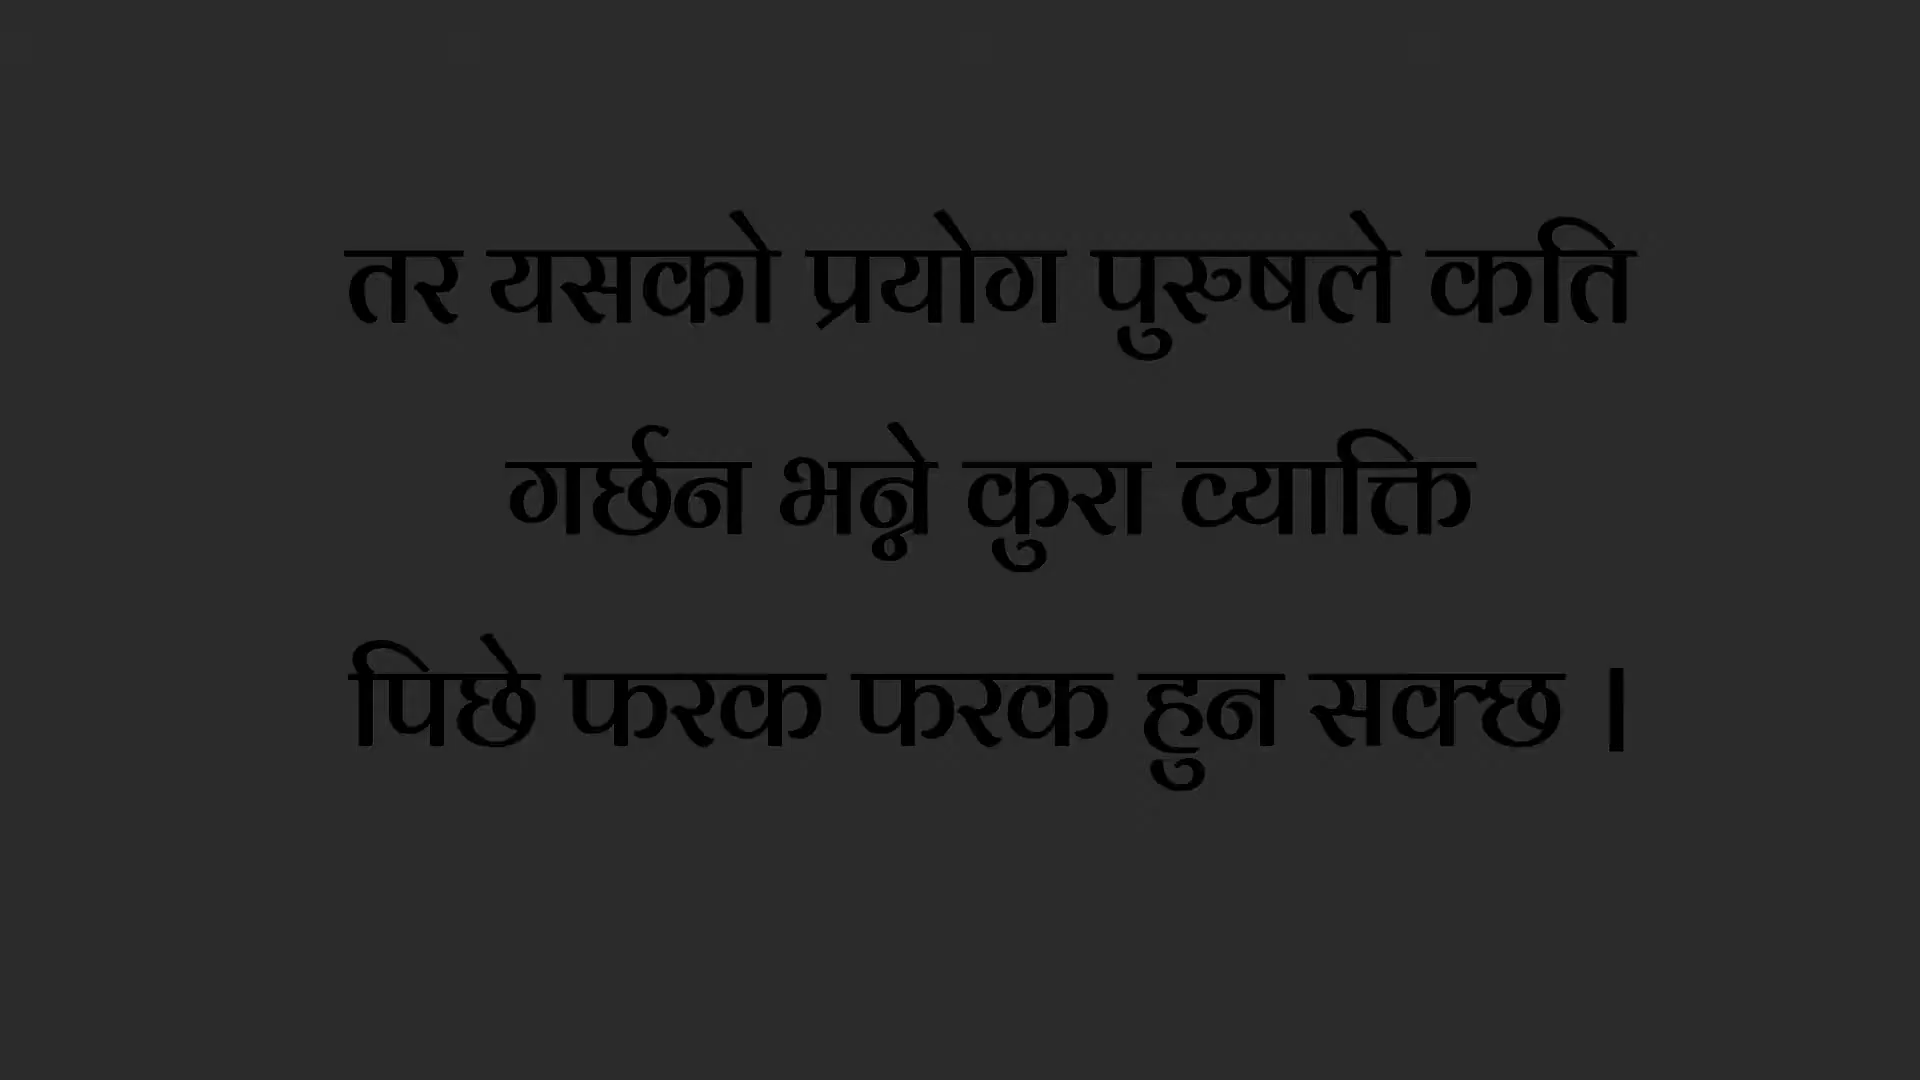 तर यसको प्रयोग पुरुषले कति
गर्छन भन्ने कुरा व्याक्ति
पिछे फरक फरक हुन सक्छ ।